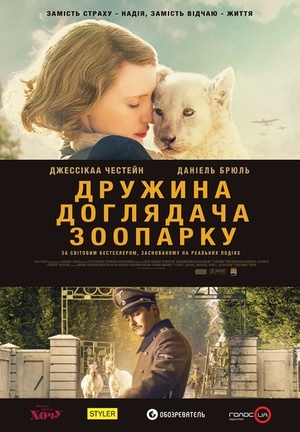 ЗАМІСТЬ СТРАХУ - НАДІЯ, ЗАМІСТЬ ВІДЧАЮ - ЖИТТЯ
ДЖЕССІКАА ЧЕСТЕЙН ДАНІЕЛЬ БРЮЛЬ
ДРУЖИНА
ДОГЛЯДАЧА
ЗООПАРКУ
ЗА СВІТОВИМ БЕСТСЕЛЕРОМ, ЗАСНОВАНОМУ НА РЕАЛЬНИХ ПОДІЯХ
ХОЧУ STYLER ОБОЗРЕВАТЕЛЬ ГОЛОС.UA